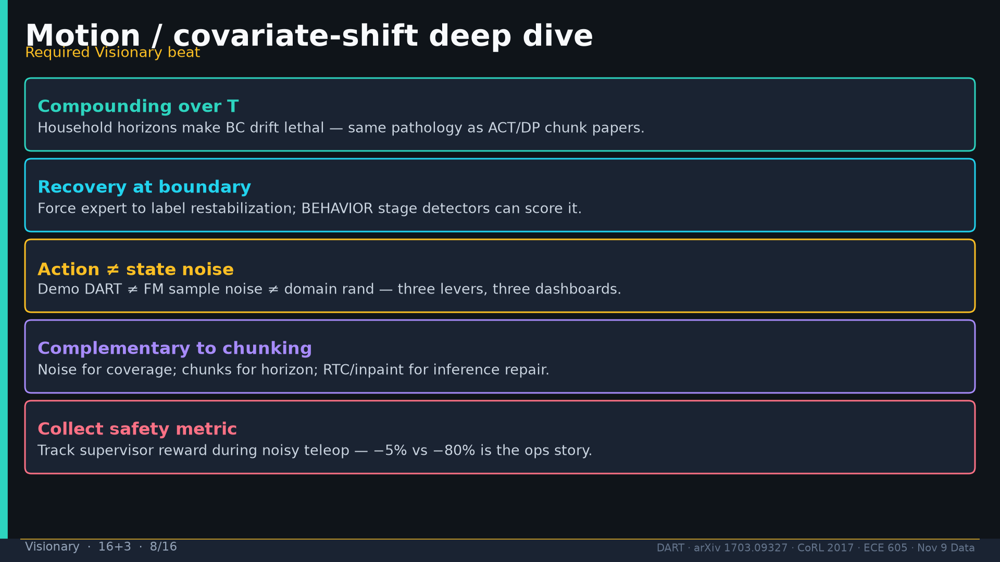 Motion / covariate-shift deep dive
Required Visionary beat
Compounding over T
Household horizons make BC drift lethal — same pathology as ACT/DP chunk papers.
Recovery at boundary
Force expert to label restabilization; BEHAVIOR stage detectors can score it.
Action ≠ state noise
Demo DART ≠ FM sample noise ≠ domain rand — three levers, three dashboards.
Complementary to chunking
Noise for coverage; chunks for horizon; RTC/inpaint for inference repair.
Collect safety metric
Track supervisor reward during noisy teleop — −5% vs −80% is the ops story.
Visionary · 16+3 · 8/16
DART · arXiv 1703.09327 · CoRL 2017 · ECE 605 · Nov 9 Data